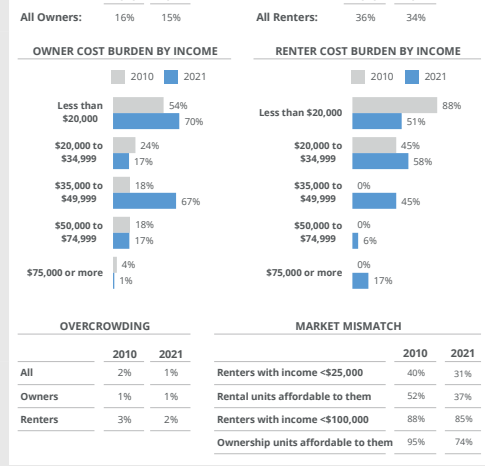 All Owners: 16% 15%
All Renters: 36% 34%
OWNER COST BURDEN BY INCOME
2010 2021
Less than $20,000 54% 70%
$20,000 to $34,999 24% 17%
$35,000 to $49,999 18% 67%
$50,000 to $74,999 18% 17%
$75,000 or more 4% 1%
RENTER COST BURDEN BY INCOME
2010 2021
Less than $20,000 88% 51%
$20,000 to $34,999 45% 58%
$35,000 to $49,999 0% 45%
$50,000 to $74,999 0% 6%
$75,000 or more 0% 17%
OVERCROWDING
2010 2021
All 2% 1%
Owners 1% 1%
Renters 3% 2%
MARKET MISMATCH
2010 2021
Renters with income <$25,000 40% 31%
Rental units affordable to them 52% 37%
Renters with income <$100,000 88% 85%
Ownership units affordable to them 95% 74%